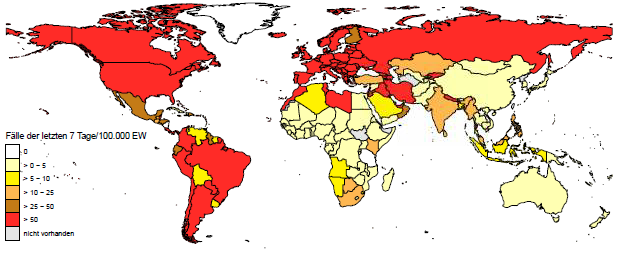 Fälle der letzten 7 Tage/100.000 EW
0
> 0 - 5
> 5 - 10
> 10 - 25
> 25 - 50
> 50
nicht vorhanden